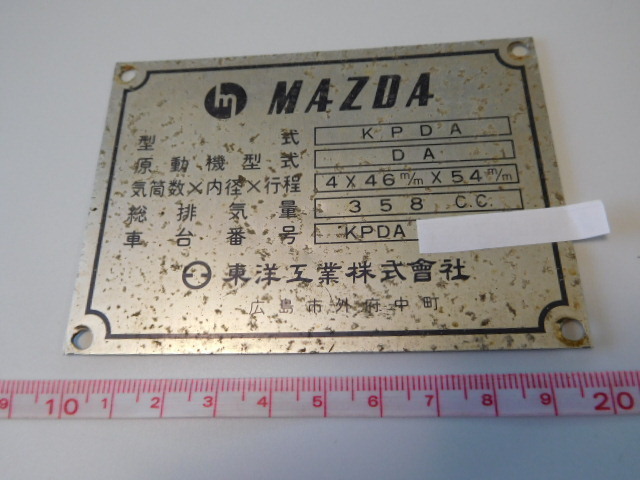 m MAZDA
型式 KPDA
原動機型式 DA
気筒数×内径×行程 4 X 46 m/m X 54 m/m
総排気量 358 C.C.
車台番号 KPDA
東洋工業株式會社
広島市外府中町
9 10 1 2 3 4 5 6 7 8 9 20